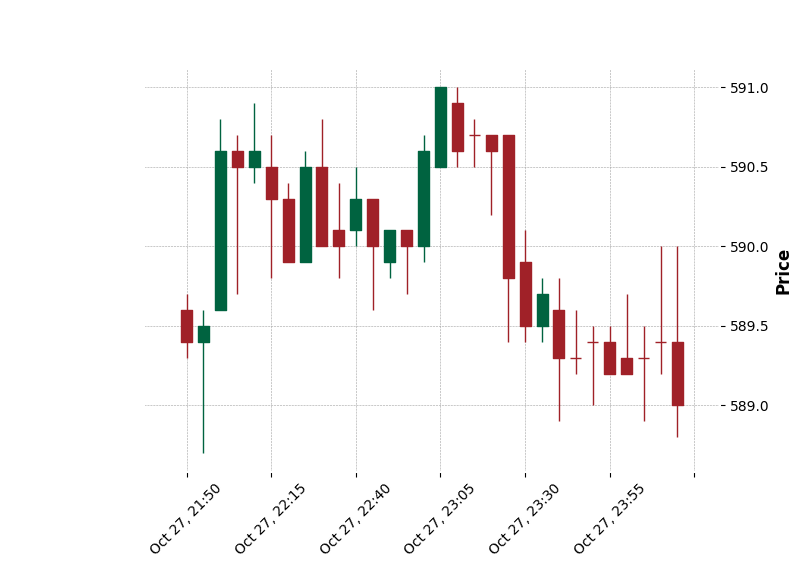 591.0
590.5
590.0
589.5
589.0
Price
Oct 27, 21:50
Oct 27, 22:15
Oct 27, 22:40
Oct 27, 23:05
Oct 27, 23:30
Oct 27, 23:55